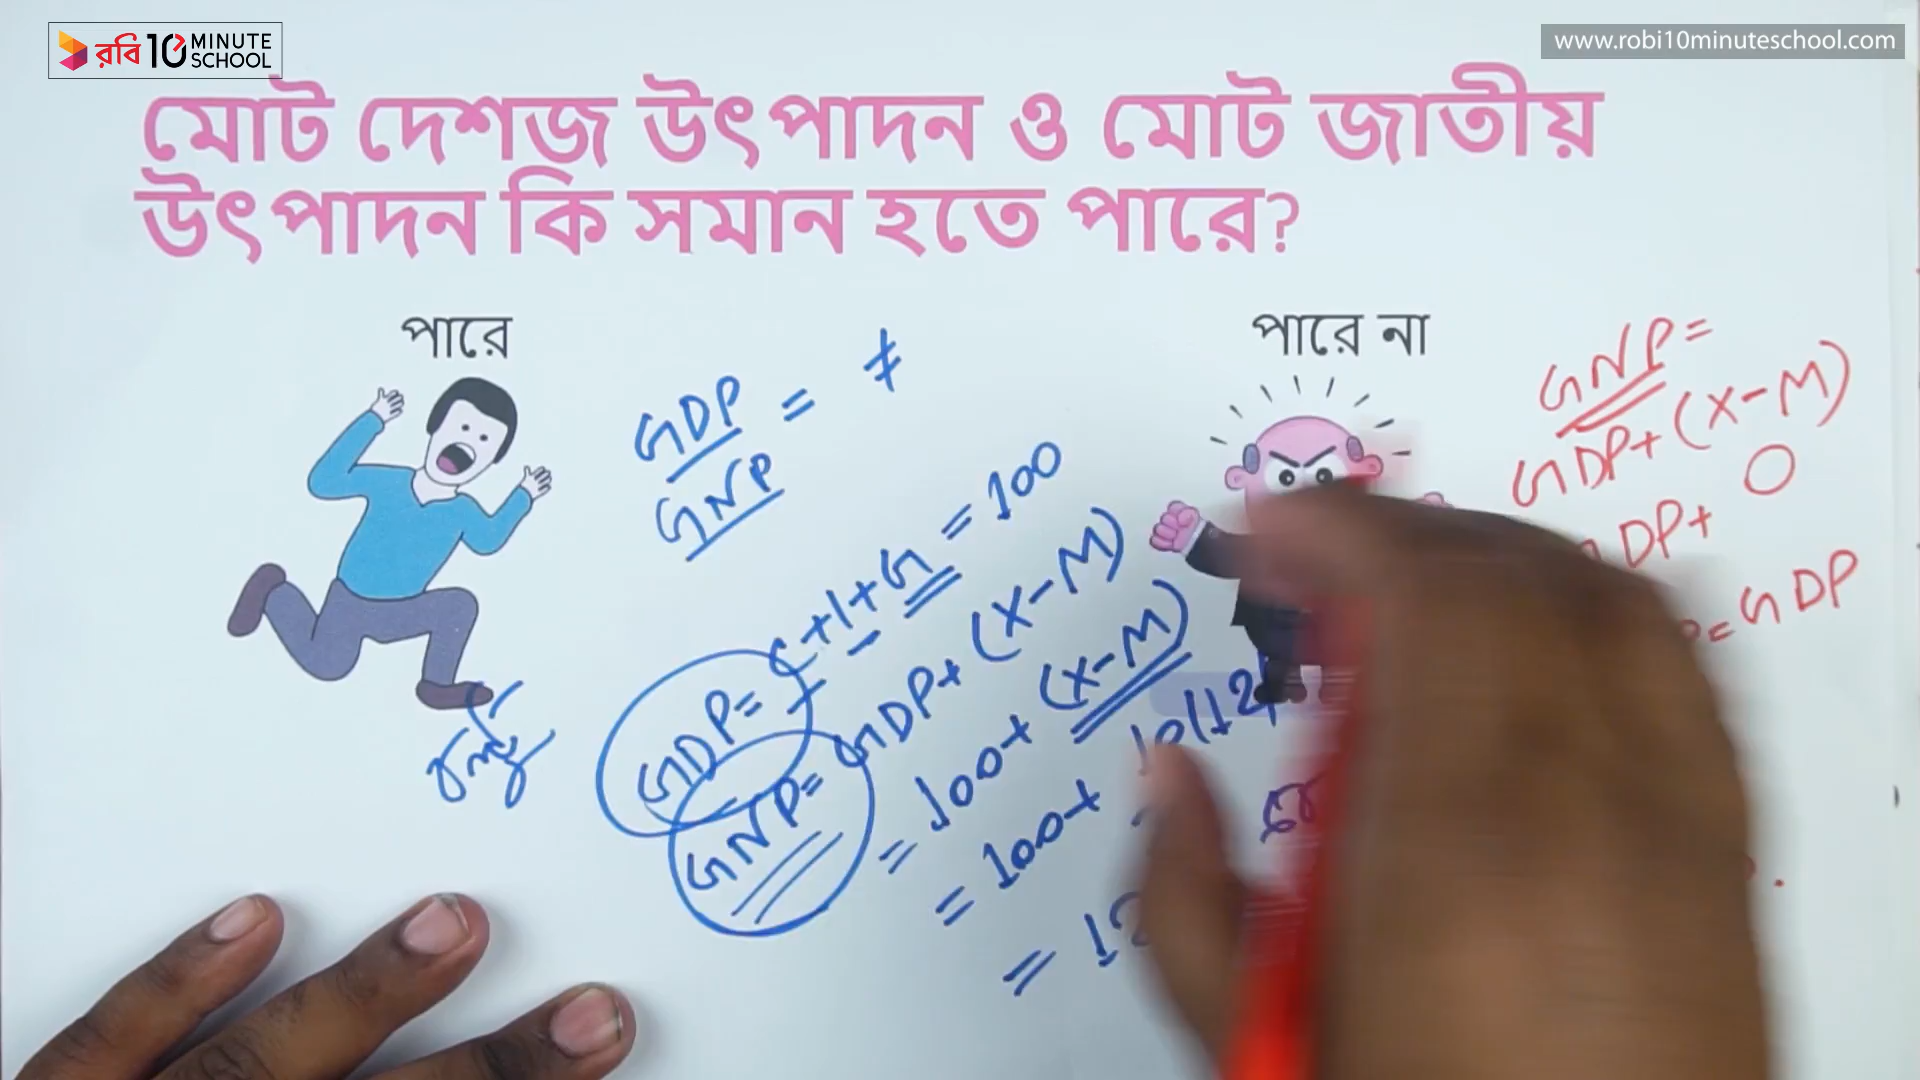 রবি 10 MINUTE SCHOOL
www.robi10minuteschool.com
মোট দেশজ উৎপাদন ও মোট জাতীয়
উৎপাদন কি সমান হতে পারে?
পারে
পারে না
GDP = ≠
GNP
GDP= C+I+G = 100
GNP= GDP+ (X-M)
= 100+ (X-M)
= 100+
GNP=
GDP+ (X-M)
DP+ 0
= GDP